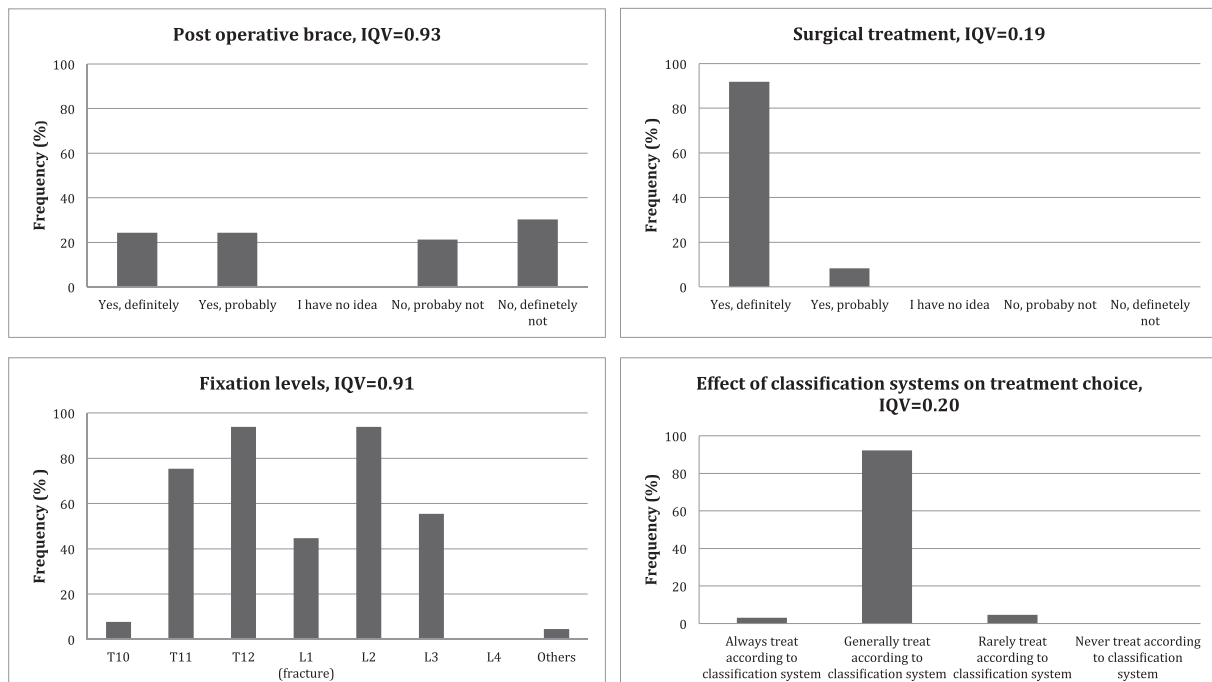 Post operative brace, IQV=0.93
Frequency (%)
100
80
60
40
20
0
Yes, definitely Yes, probably I have no idea No, probaby not No, definetely
not
Surgical treatment, IQV=0.19
Frequency (% )
100
80
60
40
20
0
Yes, definitely Yes, probably I have no idea No, probaby not No, definetely
not
Fixation levels, IQV=0.91
Frequency (% )
100
80
60
40
20
0
T10 T11 T12 L1 L2 L3 L4 Others
(fracture)
Effect of classification systems on treatment choice,
IQV=0.20
Frequency (%)
100
80
60
40
20
0
Always treat Generally treat Rarely treat Never treat according
according to according to according to to classification
classification system classification system classification system system